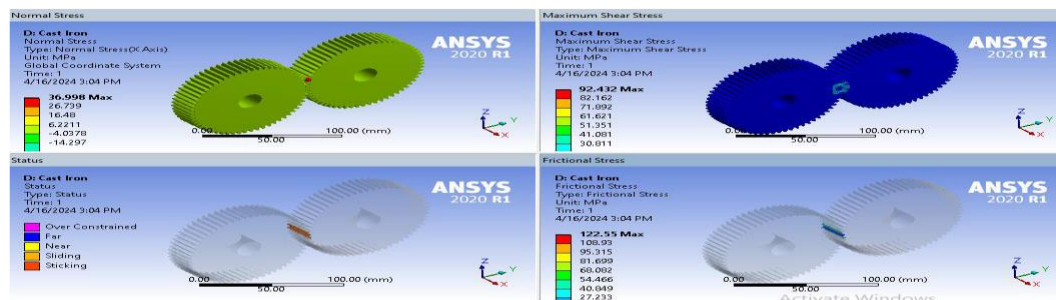 Normal Stress
D: Cast Iron
Normal Stress
Type: Normal Stress(X Axis)
Unit: MPa
Global Coordinate System
Time: 1
4/16/2024 3:04 PM
36.998 Max
26.739
16.48
6.2211
-4.0378
-14.297
ANSYS
2020 R1
0.00
50.00
100.00 (mm)
Z
Y
X
Maximum Shear Stress
D: Cast Iron
Maximum Shear Stress
Type: Maximum Shear Stress
Unit: MPa
Time: 1
4/16/2024 3:04 PM
92.432 Max
82.162
71.892
61.621
51.351
41.081
30.811
ANSYS
2020 R1
0.00
50.00
100.00 (mm)
Z
Y
X
Status
D: Cast Iron
Status
Type: Status
Time: 1
4/16/2024 3:04 PM
Over Constrained
Far
Near
Sliding
Sticking
ANSYS
2020 R1
0.00
50.00
100.00 (mm)
Z
Y
X
Frictional Stress
D: Cast Iron
Frictional Stress
Type: Frictional Stress
Unit: MPa
Time: 1
4/16/2024 3:04 PM
122.55 Max
108.93
95.315
81.699
68.082
54.466
40.849
27.233
ANSYS
2020 R1
0.00
50.00
100.00 (mm)
Z
Y
X
Activate Windows